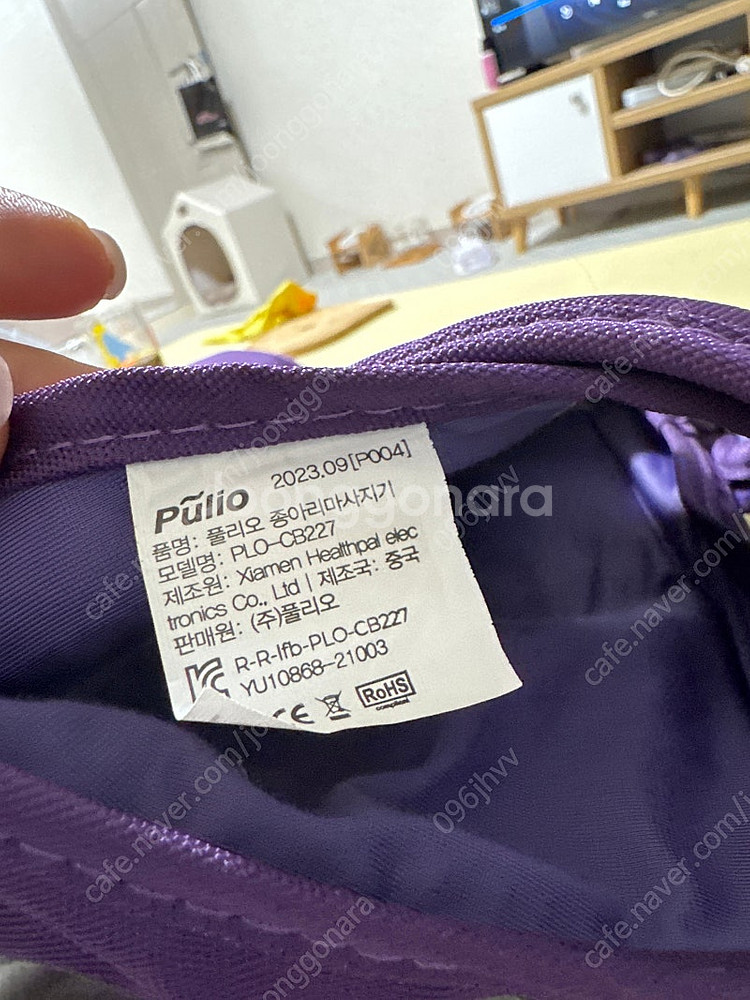 2023.09[P004]
Pulio
품명: 풀리오 종아리마사지기
모델명: PLO-CB227
제조원: Xiamen Healthpal elec
tronics Co., Ltd | 제조국: 중국
판매원: (주)풀리오
R-R-lfb-PLO-CB227
YU10868-21003
CE
RoHS
compliant
joonggonara
cafe.naver.com/joonggonara
096jhvv